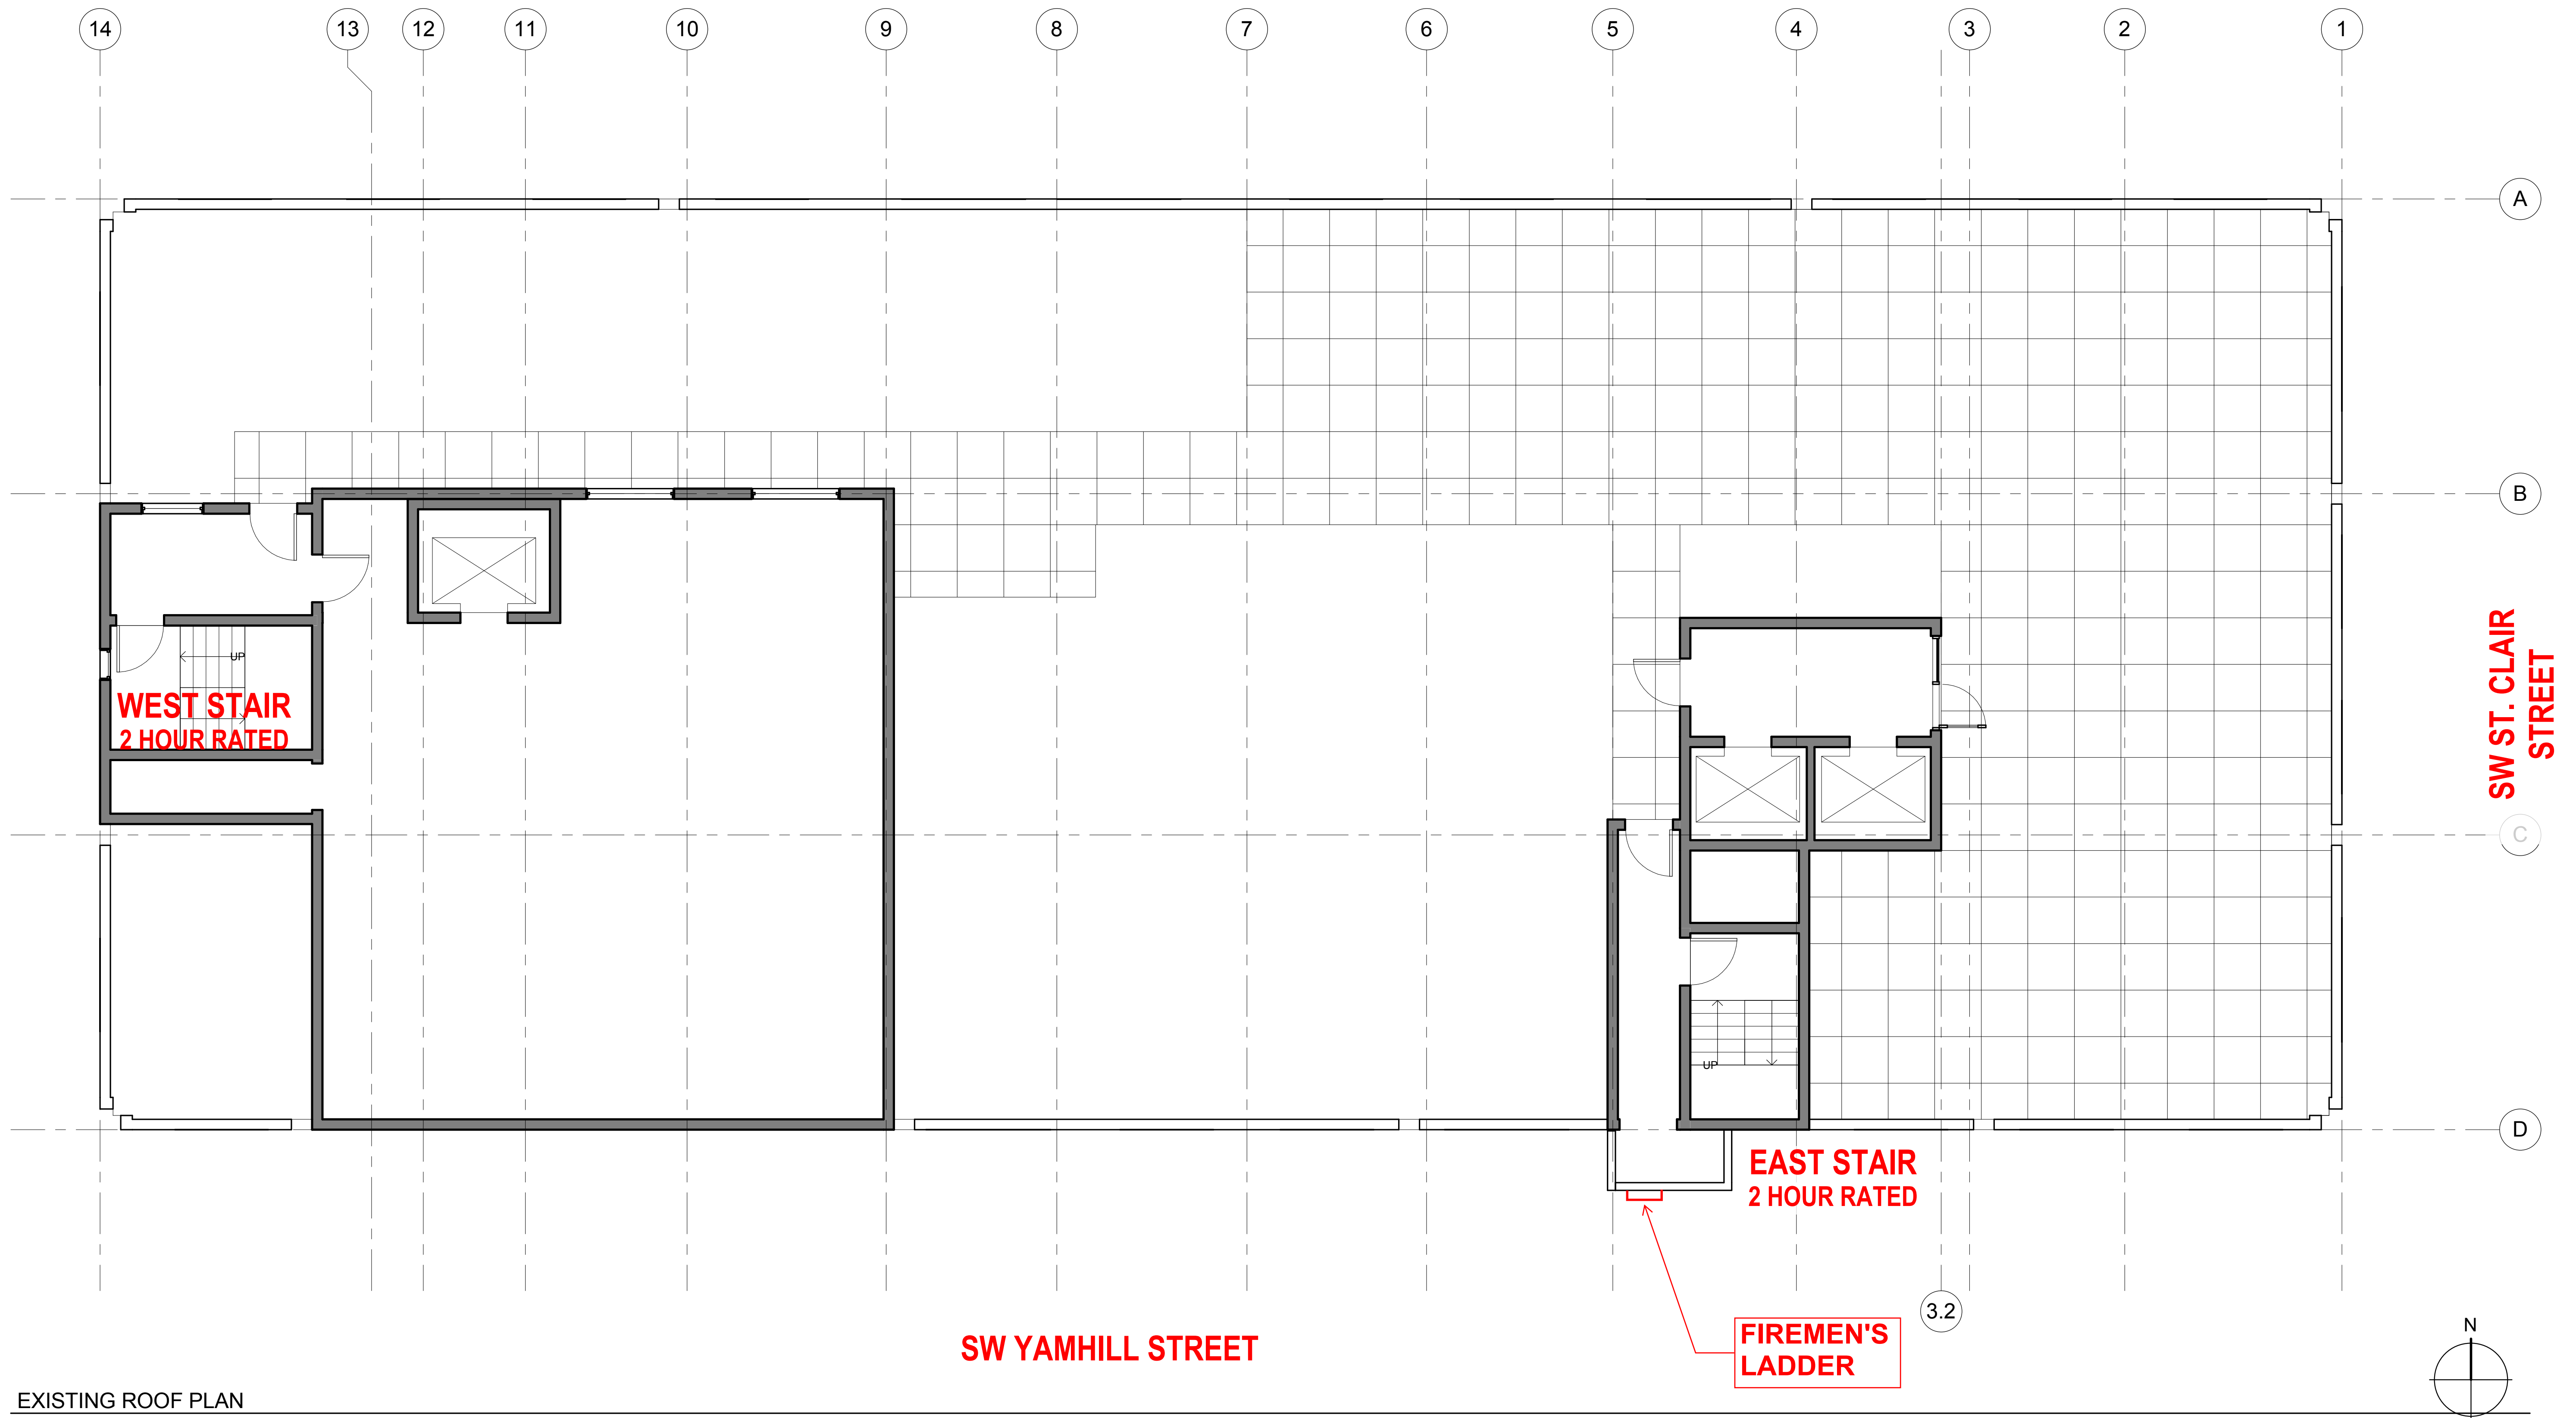 14 13 12 11 10 9 8 7 6 5 4 3 2 1
A
B
UP
WEST STAIR
2 HOUR RATED
SW ST. CLAIR
STREET
C
UP
D
EAST STAIR
2 HOUR RATED
3.2
SW YAMHILL STREET
FIREMEN'S
LADDER
N
EXISTING ROOF PLAN